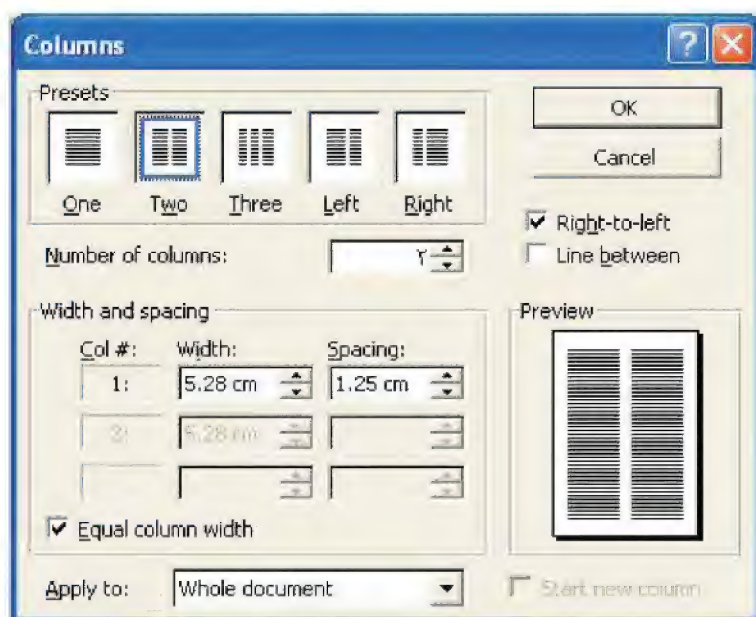 Columns
Presets
One Two Three Left Right
OK
Cancel
Right-to-left
Line between
Number of columns: ٢
Width and spacing
Col #: Width: Spacing:
1: 5.28 cm 1.25 cm
2: 5.28 cm
Equal column width
Preview
Apply to: Whole document
Start new column